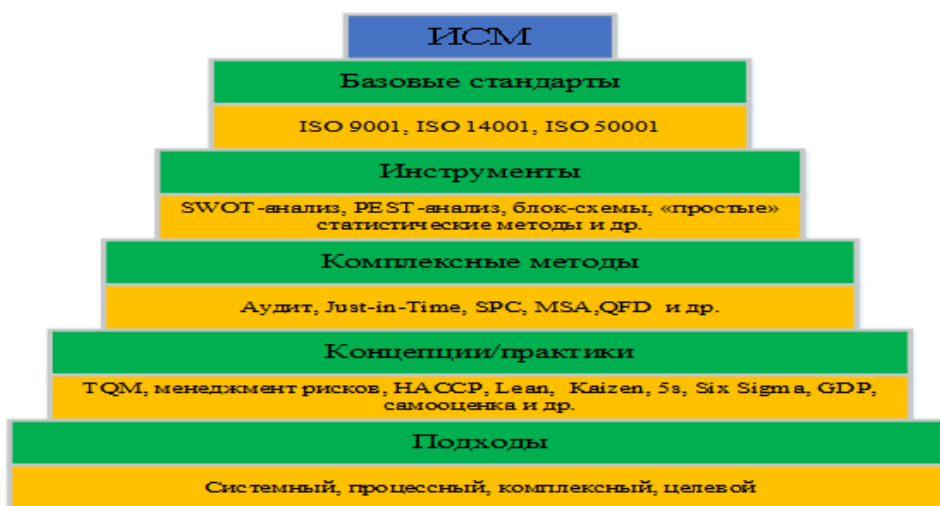 ИСМ
Базовые стандарты
ISO 9001, ISO 14001, ISO 50001
Инструменты
SWOT-анализ, PEST-анализ, блок-схемы, «простые»
статистические методы и др.
Комплексные методы
Аудит, Just-in-Time, SPC, MSA,QFD и др.
Концепции/практики
TQM, менеджмент рисков, HACCP, Lean, Kaizen, 5s, Six Sigma, GDP,
самооценка и др.
Подходы
Системный, процессный, комплексный, целевой